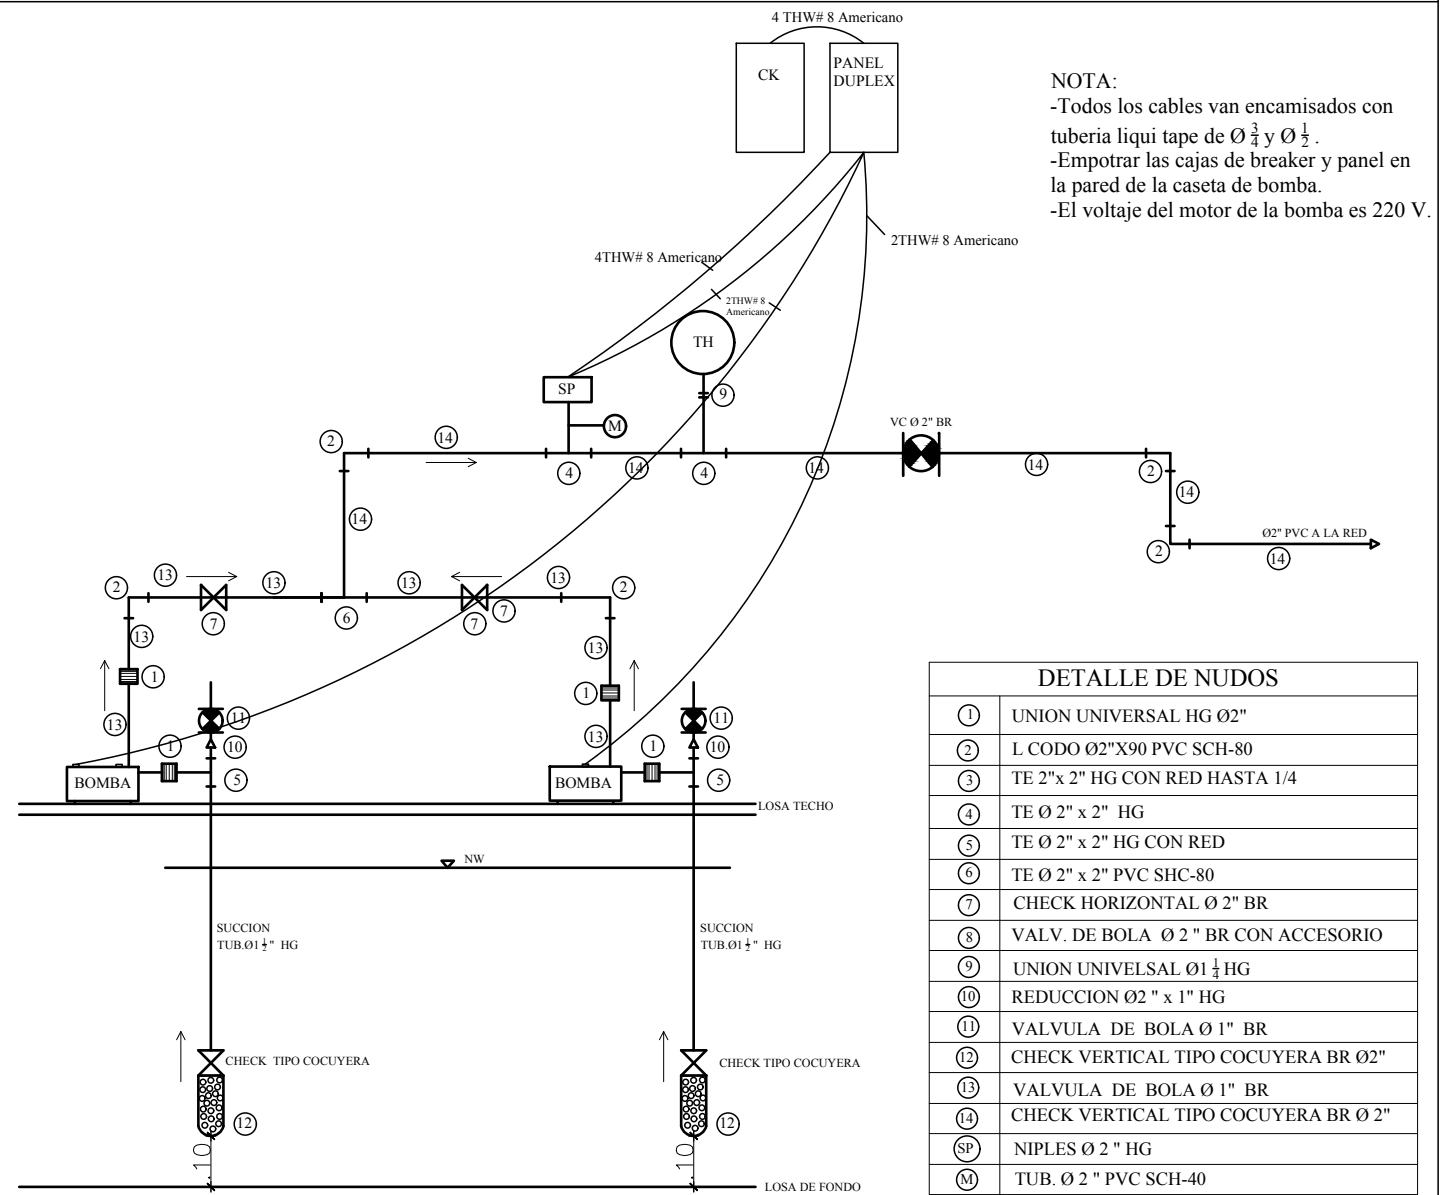 4 THW# 8 Americano
CK
PANEL
DUPLEX
NOTA:
-Todos los cables van encamisados con
tuberia liqui tape de Ø 3/4 y Ø 1/2 .
-Empotrar las cajas de breaker y panel en
la pared de la caseta de bomba.
-El voltaje del motor de la bomba es 220 V.
2THW# 8 Americano
4THW# 8 Americano
2THW# 8
Americano
TH
SP
9
M
VC Ø 2" BR
2
14
4
14
4
14
14
2
14
14
Ø2" PVC A LA RED
2
14
2
13
13
13
13
2
7
6
7
7
13
13
1
1
13
11
13
11
1
10
1
10
BOMBA
5
BOMBA
5
LOSA TECHO
NW
SUCCION
TUB.Ø1 1/2" HG
SUCCION
TUB.Ø1 1/2" HG
CHECK TIPO COCUYERA
CHECK TIPO COCUYERA
12
12
.10
.10
LOSA DE FONDO
DETALLE DE NUDOS
1 UNION UNIVERSAL HG Ø2"
2 L CODO Ø2"X90 PVC SCH-80
3 TE 2"x 2" HG CON RED HASTA 1/4
4 TE Ø 2" x 2" HG
5 TE Ø 2" x 2" HG CON RED
6 TE Ø 2" x 2" PVC SHC-80
7 CHECK HORIZONTAL Ø 2" BR
8 VALV. DE BOLA Ø 2 " BR CON ACCESORIO
9 UNION UNIVELSAL Ø1 1/4 HG
10 REDUCCION Ø2 " x 1" HG
11 VALVULA DE BOLA Ø 1" BR
12 CHECK VERTICAL TIPO COCUYERA BR Ø2"
13 VALVULA DE BOLA Ø 1" BR
14 CHECK VERTICAL TIPO COCUYERA BR Ø 2"
SP NIPLES Ø 2 " HG
M TUB. Ø 2 " PVC SCH-40